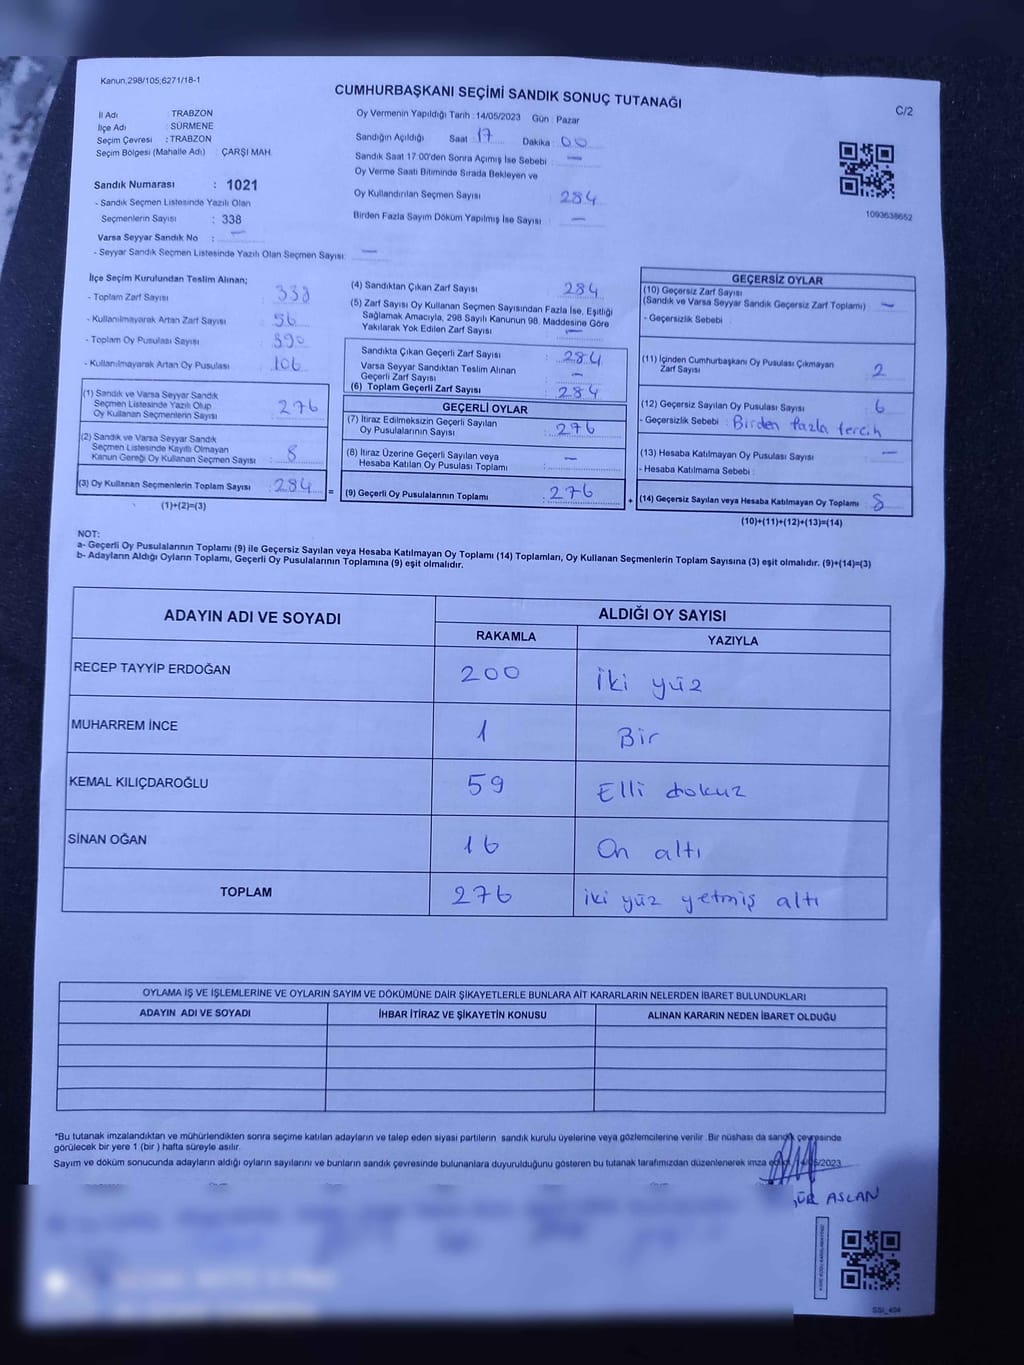 Kanun,298/105,6271/18-1
CUMHURBAŞKANI SEÇİMİ SANDIK SONUÇ TUTANAĞI
C/2
İl Adı : TRABZON
İlçe Adı : SÜRMENE
Seçim Çevresi : TRABZON
Seçim Bölgesi (Mahalle Adı) : ÇARŞI MAH.
Sandık Numarası : 1021
- Sandık Seçmen Listesinde Yazılı Olan
Seçmenlerin Sayısı : 338
Varsa Seyyar Sandık No : —
- Seyyar Sandık Seçmen Listesinde Yazılı Olan Seçmen Sayısı: —
Oy Vermenin Yapıldığı Tarih : 14/05/2023 Gün : Pazar
Sandığın Açıldığı Saat : 17 Dakika : 00
Sandık Saat 17:00'den Sonra Açımış İse Sebebi : —
Oy Verme Saati Bitiminde Sırada Bekleyen ve
Oy Kullandırılan Seçmen Sayısı : 284
Birden Fazla Sayım Döküm Yapılmış İse Sayısı : —
1093638652
İlçe Seçim Kurulundan Teslim Alınan;
- Toplam Zarf Sayısı :
- Kullanılmayarak Artan Zarf Sayısı : 56
- Toplam Oy Pusulası Sayısı : 390
- Kullanılmayarak Artan Oy Pusulası : 106
(1) Sandık ve Varsa Seyyar Sandık
Seçmen Listesinde Yazılı Olup
Oy Kullanan Seçmenlerin Sayısı : 276
(2) Sandık ve Varsa Seyyar Sandık
Seçmen Listesinde Kayıtlı Olmayan
Kanun Gereği Oy Kullanan Seçmen Sayısı : 8
(3) Oy Kullanan Seçmenlerin Toplam Sayısı : 284
(1)+(2)=(3)
(4) Sandıktan Çıkan Zarf Sayısı : 284
(5) Zarf Sayısı Oy Kullanan Seçmen Sayısından Fazla İse, Eşitliği
Sağlamak Amacıyla, 298 Sayılı Kanunun 98. Maddesine Göre
Yakılarak Yok Edilen Zarf Sayısı : —
Sandıkta Çıkan Geçerli Zarf Sayısı : 284
Varsa Seyyar Sandıktan Teslim Alınan
Geçerli Zarf Sayısı : —
(6) Toplam Geçerli Zarf Sayısı : 284
GEÇERLİ OYLAR
(7) İtiraz Edilmeksizin Geçerli Sayılan
Oy Pusulalarının Sayısı : 276
(8) İtiraz Üzerine Geçerli Sayılan veya
Hesaba Katılan Oy Pusulası Toplamı : —
= (9) Geçerli Oy Pusulalarının Toplamı : 276
GEÇERSİZ OYLAR
(10) Geçersiz Zarf Sayısı
(Sandık ve Varsa Seyyar Sandık Geçersiz Zarf Toplamı) : —
- Geçersizlik Sebebi :
(11) İçinden Cumhurbaşkanı Oy Pusulası Çıkmayan
Zarf Sayısı : 2
(12) Geçersiz Sayılan Oy Pusulası Sayısı : 6
- Geçersizlik Sebebi : Birden fazla tercih
(13) Hesaba Katılmayan Oy Pusulası Sayısı : —
- Hesaba Katılmama Sebebi :
+ (14) Geçersiz Sayılan veya Hesaba Katılmayan Oy Toplamı : 8
(10)+(11)+(12)+(13)=(14)
NOT:
a- Geçerli Oy Pusulalarının Toplamı (9) ile Geçersiz Sayılan veya Hesaba Katılmayan Oy Toplamı (14) Toplamları, Oy Kullanan Seçmenlerin Toplam Sayısına (3) eşit olmalıdır. (9)+(14)=(3)
b- Adayların Aldığı Oyların Toplamı, Geçerli Oy Pusulalarının Toplamına (9) eşit olmalıdır.
ADAYIN ADI VE SOYADI ALDIĞI OY SAYISI
RAKAMLA YAZIYLA
RECEP TAYYİP ERDOĞAN 200 İki yüz
MUHARREM İNCE 1 Bir
KEMAL KILIÇDAROĞLU 59 Elli dokuz
SİNAN OĞAN 16 On altı
TOPLAM 276 iki yüz yetmiş altı
OYLAMA İŞ VE İŞLEMLERİNE VE OYLARIN SAYIM VE DÖKÜMÜNE DAİR ŞİKAYETLERLE BUNLARA AİT KARARLARIN NELERDEN İBARET BULUNDUKLARI
ADAYIN ADI VE SOYADI İHBAR İTİRAZ VE ŞİKAYETİN KONUSU ALINAN KARARIN NEDEN İBARET OLDUĞU
*Bu tutanak imzalandıktan ve mühürlendikten sonra seçime katılan adayların ve talep eden siyasi partilerin sandık kurulu üyelerine veya gözlemcilerine verilir .Bir nüshası da sandık çevresinde
görülecek bir yere 1 (bir ) hafta süreyle asılır.
Sayım ve döküm sonucunda adayların aldığı oyların sayılarını ve bunların sandık çevresinde bulunanlara duyurulduğunu gösteren bu tutanak tarafımızdan düzenlenerek imza /2023
ÜR ASLAN
SSI_404